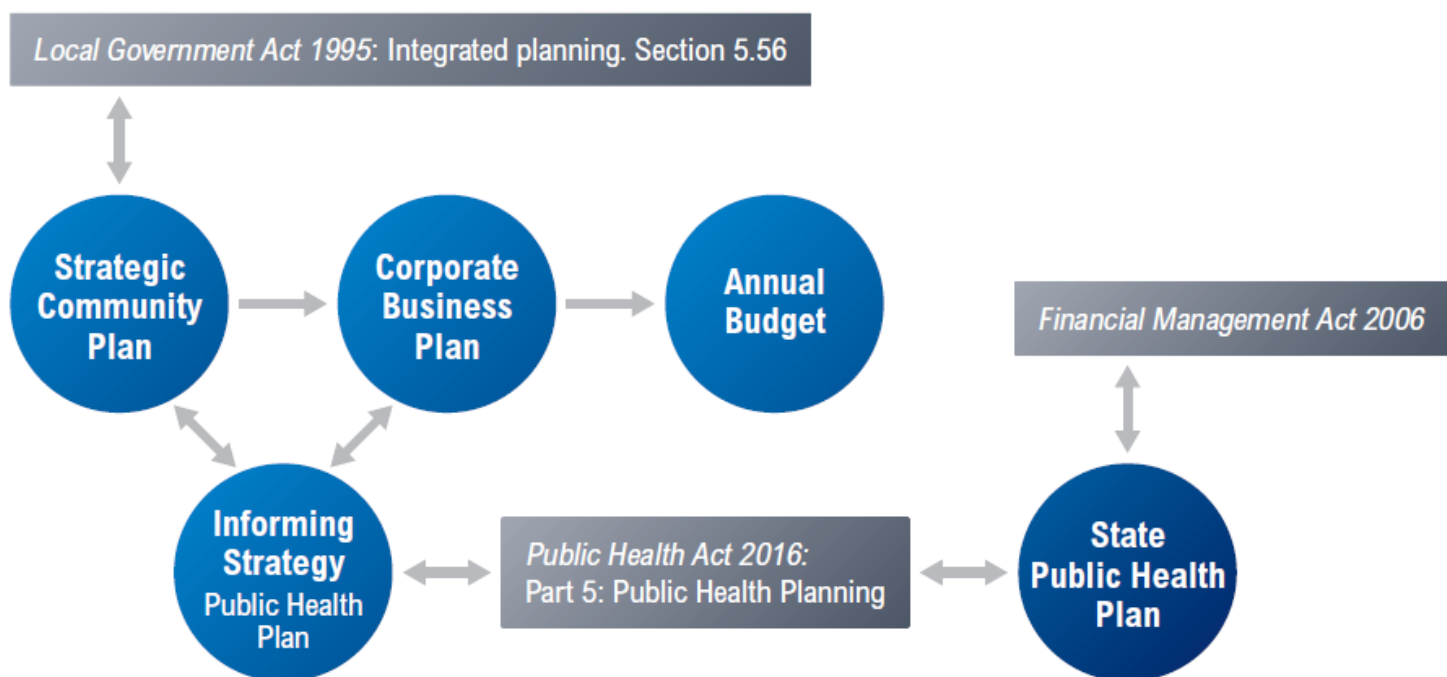 Local Government Act 1995: Integrated planning. Section 5.56
Strategic
Community
Plan
Corporate
Business
Plan
Annual
Budget
Financial Management Act 2006
Informing
Strategy
Public Health
Plan
Public Health Act 2016:
Part 5: Public Health Planning
State
Public Health
Plan